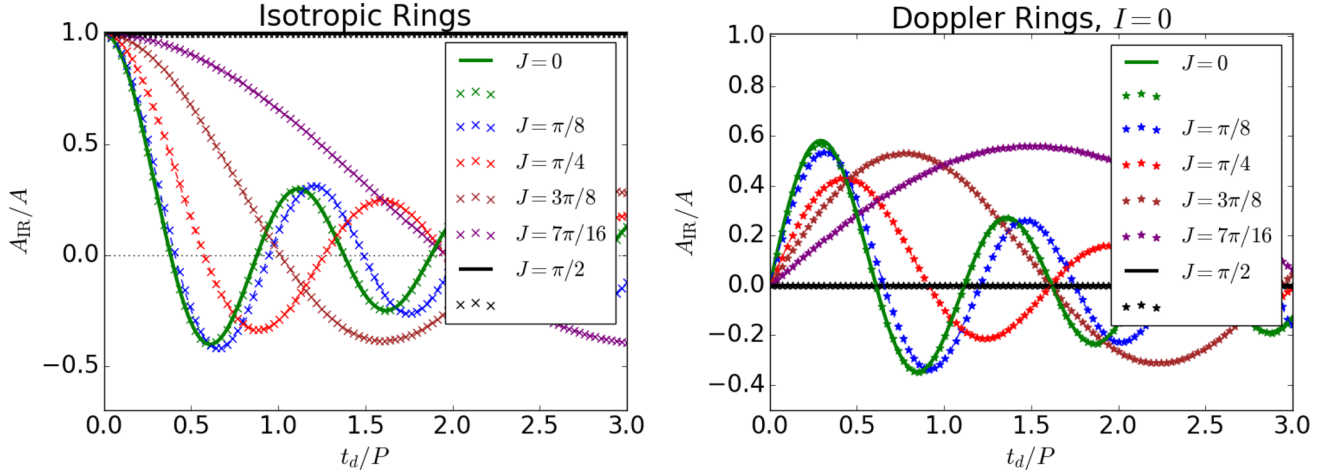 Isotropic Rings
1.0
0.5
0.0
−0.5
A_IR/A
0.0 0.5 1.0 1.5 2.0 2.5 3.0
t_d/P
J = 0
J = π/8
J = π/4
J = 3π/8
J = 7π/16
J = π/2
Doppler Rings, I = 0
1.0
0.8
0.6
0.4
0.2
0.0
−0.2
−0.4
A_IR/A
0.0 0.5 1.0 1.5 2.0 2.5 3.0
t_d/P
J = 0
J = π/8
J = π/4
J = 3π/8
J = 7π/16
J = π/2